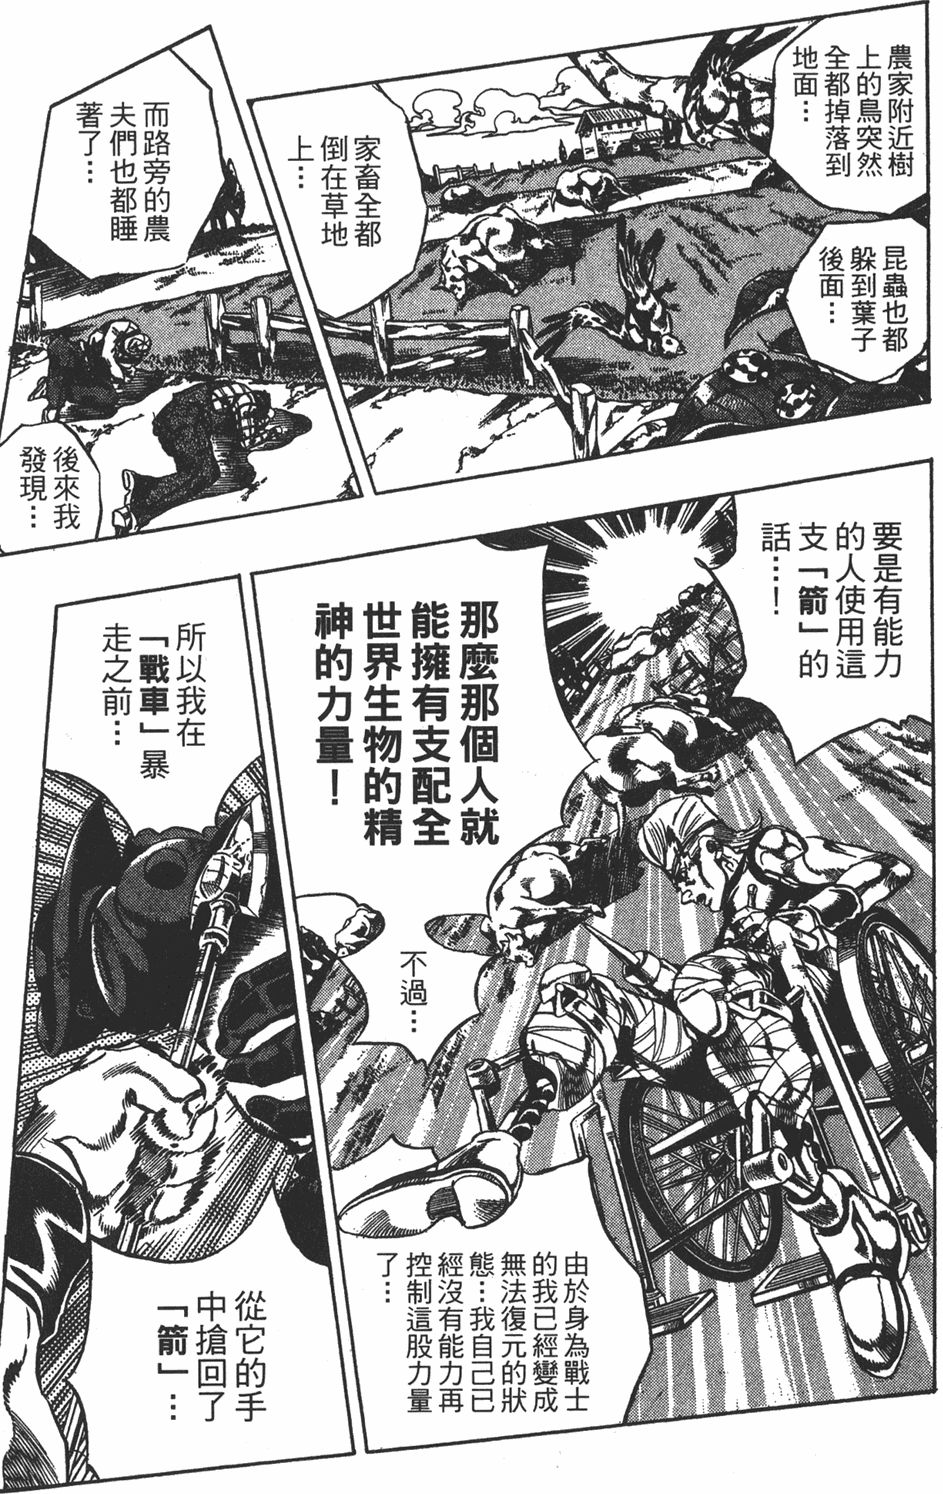 農家附近樹
上的鳥突然
全都掉落到
地面…
昆蟲也都
躲到葉子
後面…
家畜全都
倒在草地
上…
而路旁的農
夫們也都睡
著了…
後來我
發現…
要是有能力
的人使用這
支「箭」的
話…!
那麼那個人就
能擁有支配全
世界生物的精
神的力量!
不過…
由於身為戰士
的我已經變成
無法復元的狀
態…我自己已
經沒有能力再
控制這股力量
了…
所以我在
「戰車」暴
走之前…
從它的手
中搶回了
「箭」…